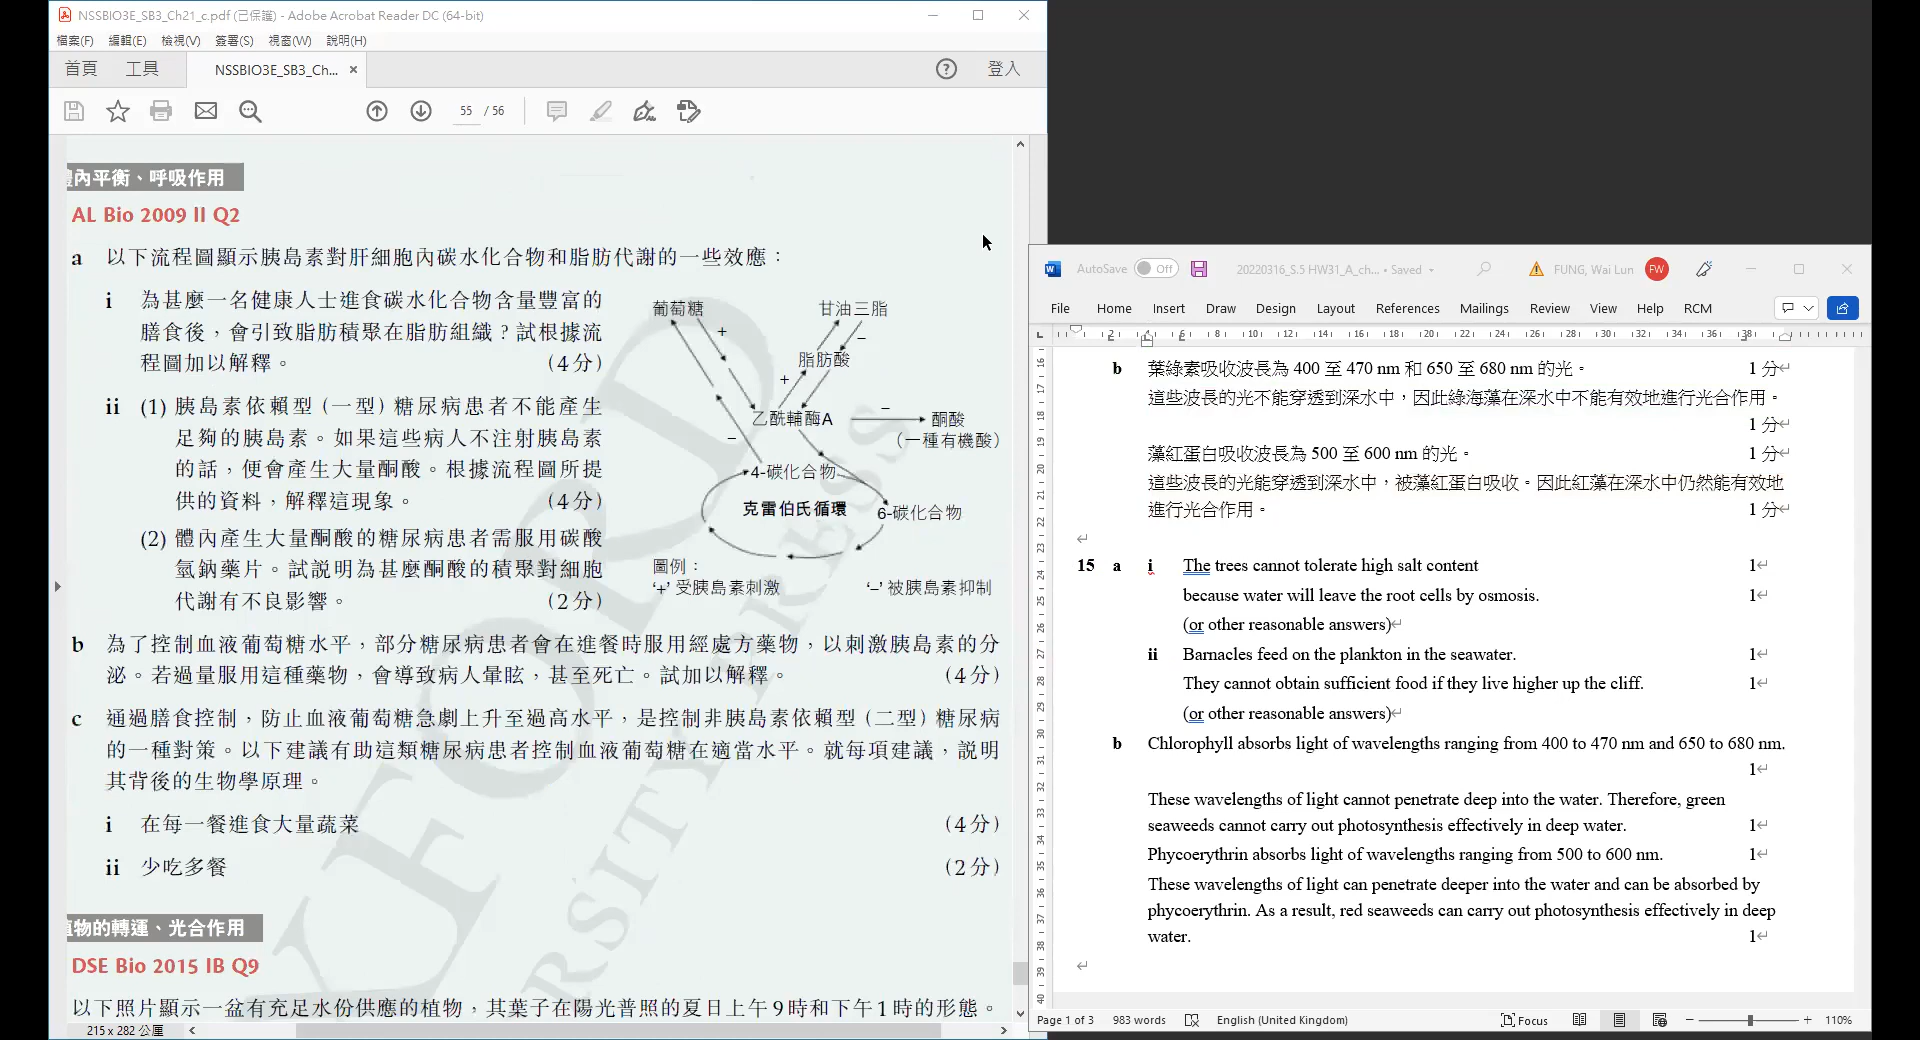 NSSBIO3E_SB3_Ch21_c.pdf (已保護) - Adobe Acrobat Reader DC (64-bit)
檔案(F) 編輯(E) 檢視(V) 簽署(S) 視窗(W) 說明(H)
首頁 工具 NSSBIO3E_SB3_Ch... × 登入
55 / 56
內平衡、呼吸作用
AL Bio 2009 II Q2
a 以下流程圖顯示胰島素對肝細胞內碳水化合物和脂肪代謝的一些效應：
i 為甚麼一名健康人士進食碳水化合物含量豐富的
膳食後，會引致脂肪積聚在脂肪組織？試根據流
程圖加以解釋。 (4分)
ii (1) 胰島素依賴型（一型）糖尿病患者不能產生
足夠的胰島素。如果這些病人不注射胰島素
的話，便會產生大量酮酸。根據流程圖所提
供的資料，解釋這現象。 (4分)
(2) 體內產生大量酮酸的糖尿病患者需服用碳酸
氫鈉藥片。試說明為甚麼酮酸的積聚對細胞
代謝有不良影響。 (2分)
葡萄糖 甘油三脂
+ −
脂肪酸
+
乙酰輔酶A − 酮酸
（一種有機酸）
−
4-碳化合物
克雷伯氏循環 6-碳化合物
圖例：
‘+’ 受胰島素刺激 ‘−’ 被胰島素抑制
b 為了控制血液葡萄糖水平，部分糖尿病患者會在進餐時服用經處方藥物，以刺激胰島素的分
泌。若過量服用這種藥物，會導致病人暈眩，甚至死亡。試加以解釋。 (4分)
c 通過膳食控制，防止血液葡萄糖急劇上升至過高水平，是控制非胰島素依賴型（二型）糖尿病
的一種對策。以下建議有助這類糖尿病患者控制血液葡萄糖在適當水平。就每項建議，說明
其背後的生物學原理。
i 在每一餐進食大量蔬菜 (4分)
ii 少吃多餐 (2分)
植物的轉運、光合作用
DSE Bio 2015 IB Q9
以下照片顯示一盆有充足水份供應的植物，其葉子在陽光普照的夏日上午9時和下午1時的形態。
215 x 282 公厘
AutoSave Off 20220316_S.5 HW31_A_ch... • Saved FUNG, Wai Lun FW
File Home Insert Draw Design Layout References Mailings Review View Help RCM
2 4 6 8 10 12 14 16 18 20 22 24 26 28 30 32 34 36 38
b 葉綠素吸收波長為 400 至 470 nm 和 650 至 680 nm 的光。 1 分
這些波長的光不能穿透到深水中，因此綠海藻在深水中不能有效地進行光合作用。
1 分
藻紅蛋白吸收波長為 500 至 600 nm 的光。 1 分
這些波長的光能穿透到深水中，被藻紅蛋白吸收。因此紅藻在深水中仍然能有效地
進行光合作用。 1 分
15 a i The trees cannot tolerate high salt content 1
because water will leave the root cells by osmosis. 1
(or other reasonable answers)
ii Barnacles feed on the plankton in the seawater. 1
They cannot obtain sufficient food if they live higher up the cliff. 1
(or other reasonable answers)
b Chlorophyll absorbs light of wavelengths ranging from 400 to 470 nm and 650 to 680 nm.
1
These wavelengths of light cannot penetrate deep into the water. Therefore, green
seaweeds cannot carry out photosynthesis effectively in deep water. 1
Phycoerythrin absorbs light of wavelengths ranging from 500 to 600 nm. 1
These wavelengths of light can penetrate deeper into the water and can be absorbed by
phycoerythrin. As a result, red seaweeds can carry out photosynthesis effectively in deep
water. 1
Page 1 of 3 983 words English (United Kingdom) Focus 110%